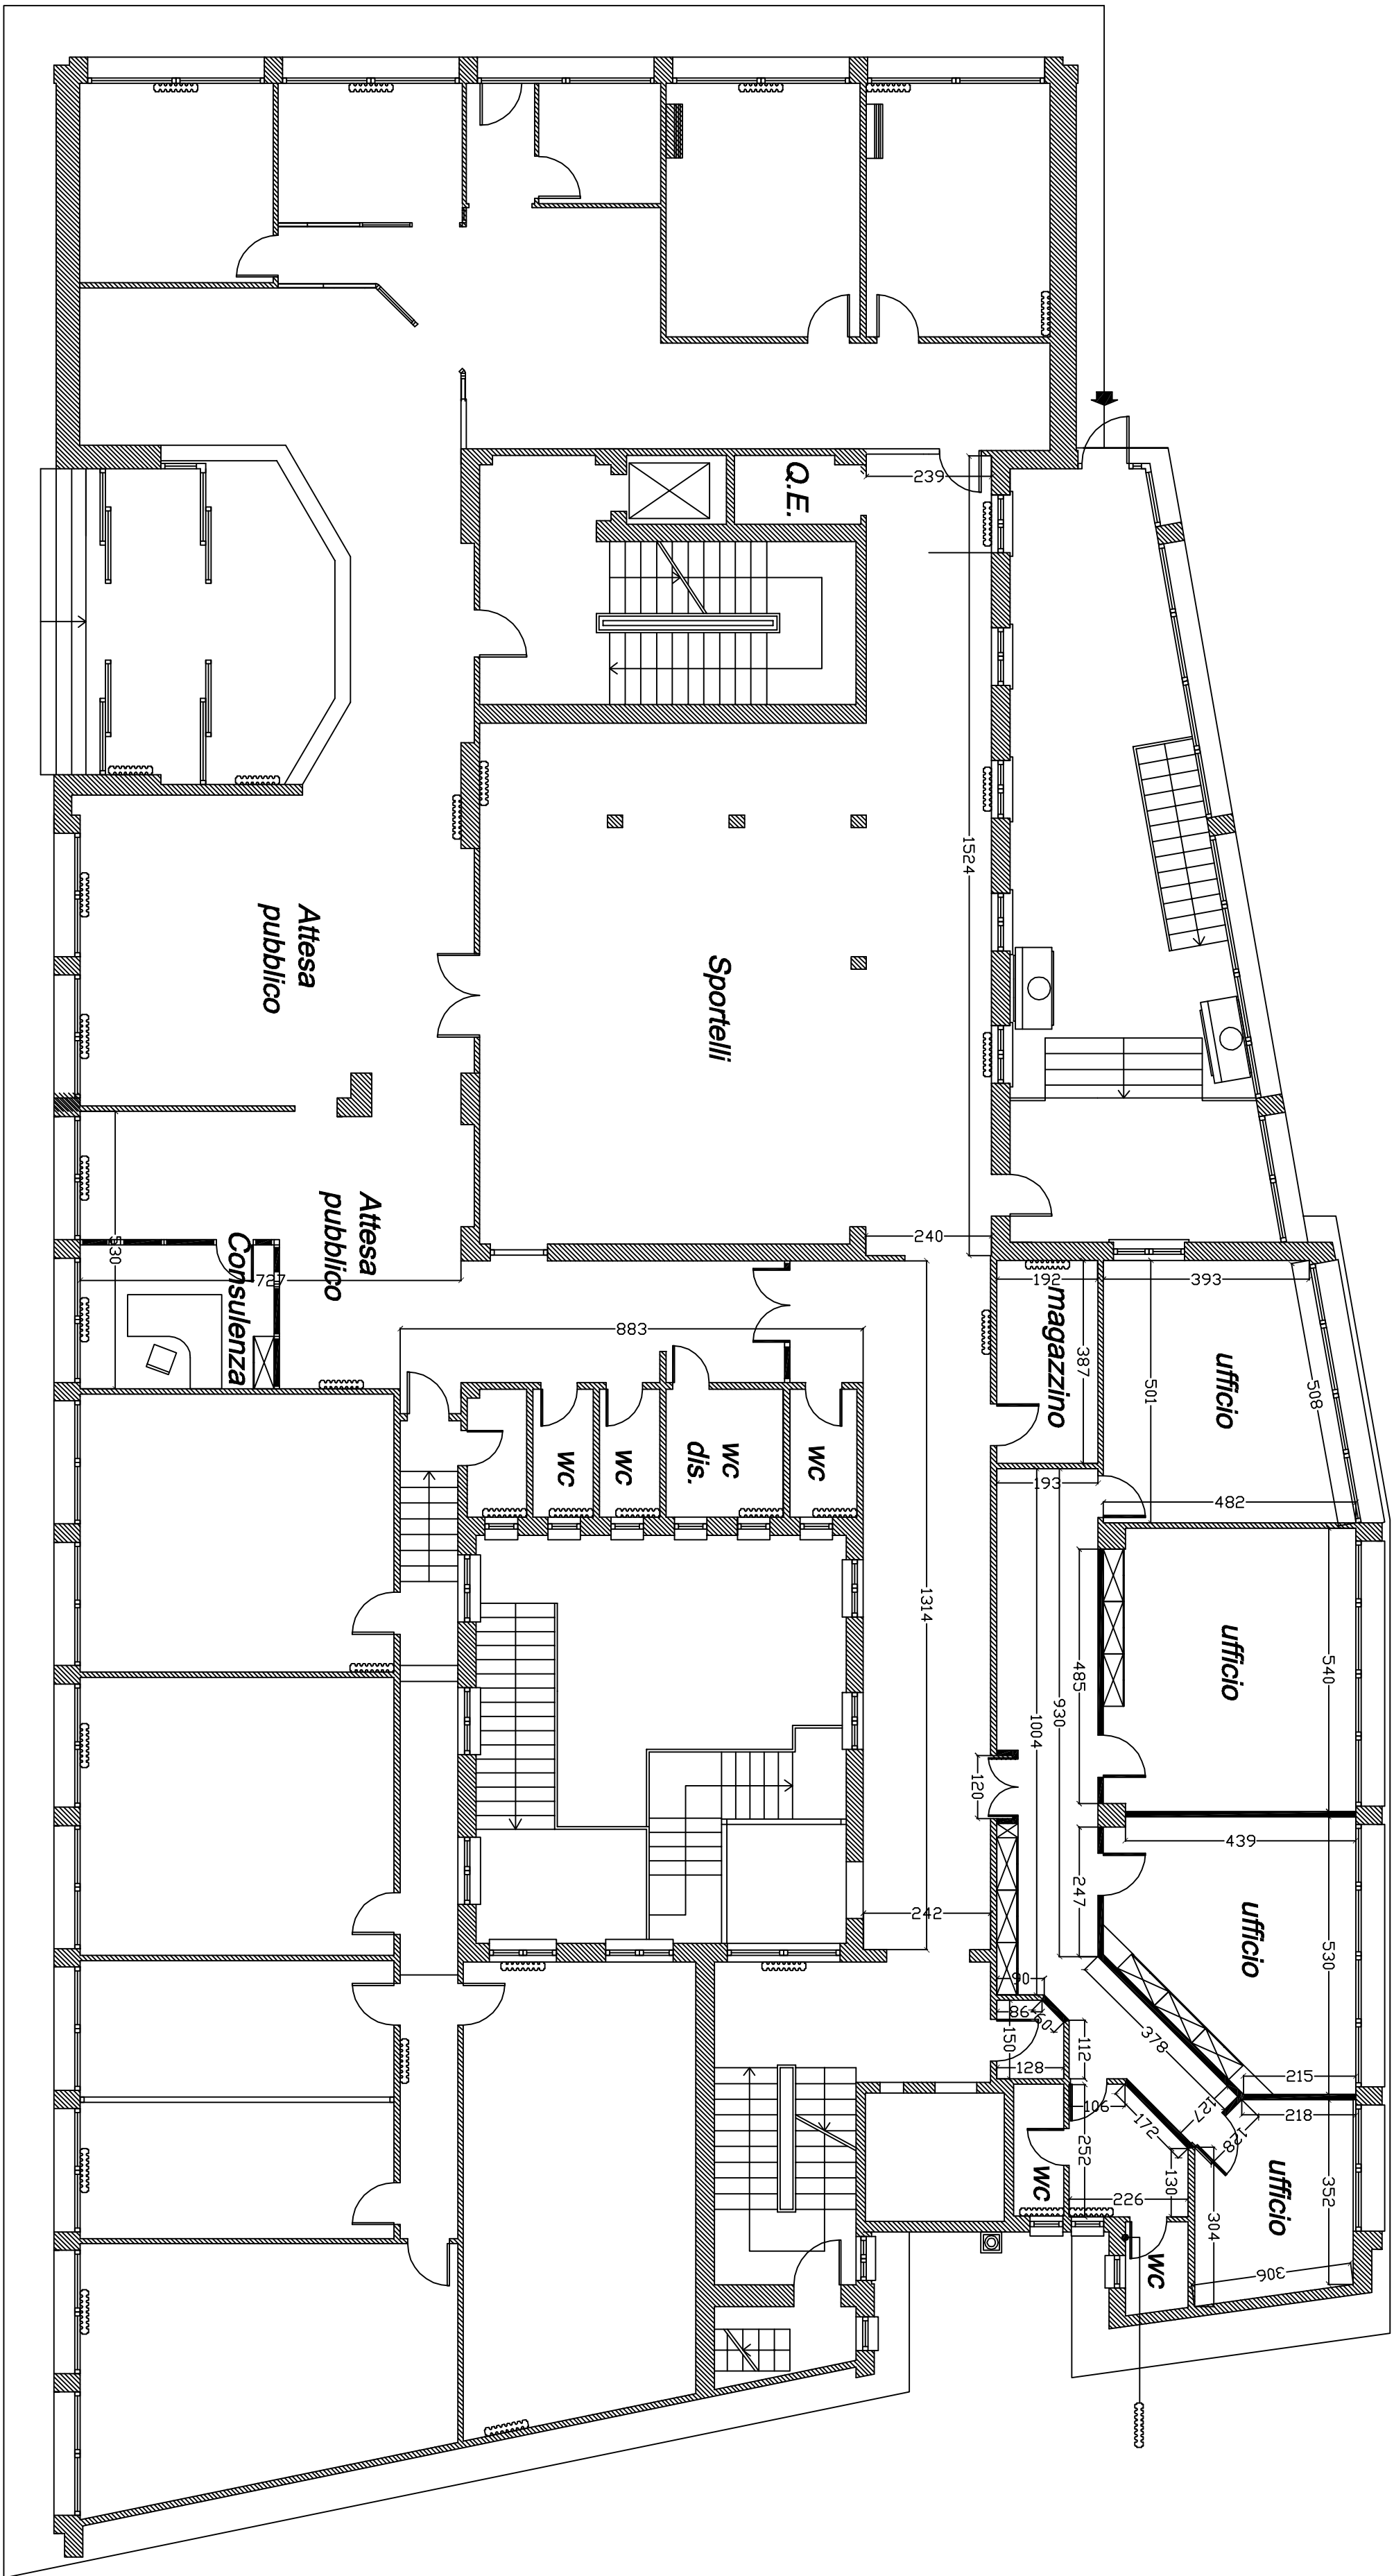 Q.E.
239
1524
Attesa
pubblico
Sportelli
Attesa
pubblico
530
Consulenza
727
240
192
magazzino
387
393
ufficio
508
501
883
193
482
wc
wc
wc
dis.
wc
1314
ufficio
540
485
930
1004
120
439
247
ufficio
530
242
90
86
60
150
128
112
378
215
218
127
128
106
172
252
130
wc
226
304
ufficio
352
306
wc